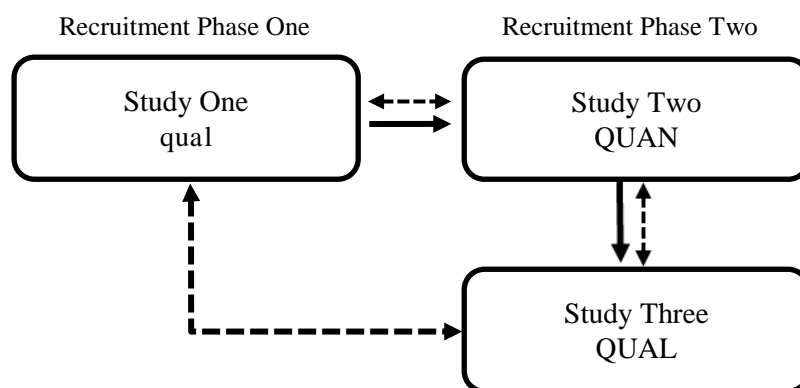 Recruitment Phase One
Recruitment Phase Two
Study One
qual
Study Two
QUAN
Study Three
QUAL